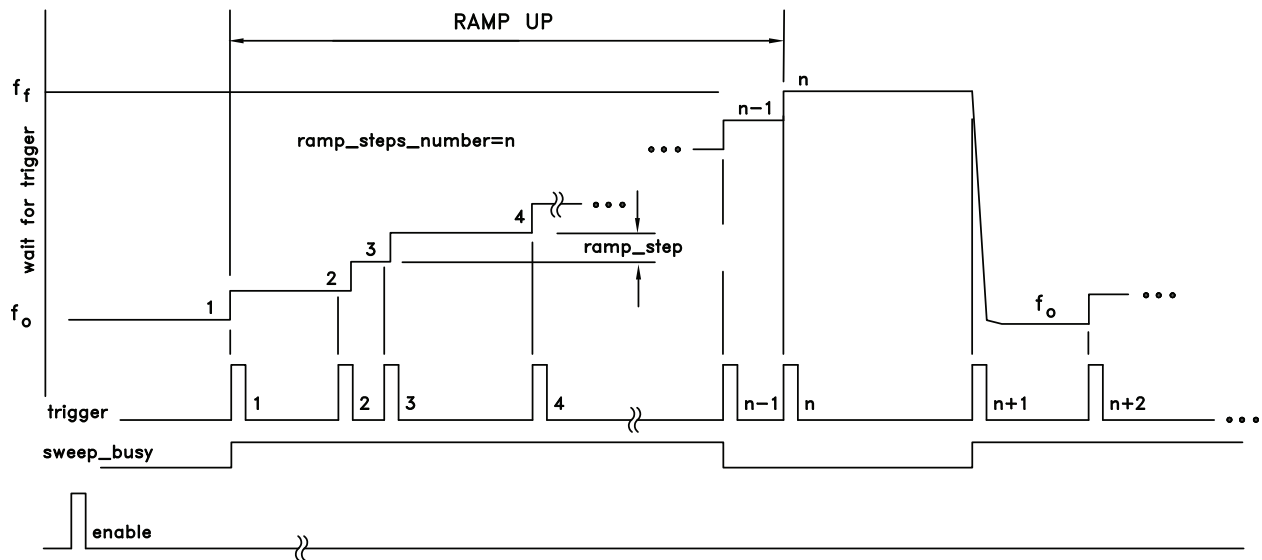 RAMP UP
f_f
n
n-1
ramp_steps_number=n
wait for trigger
4
3
ramp_step
2
1
f_o
f_o
trigger
1
2
3
4
n-1
n
n+1
n+2
sweep_busy
enable